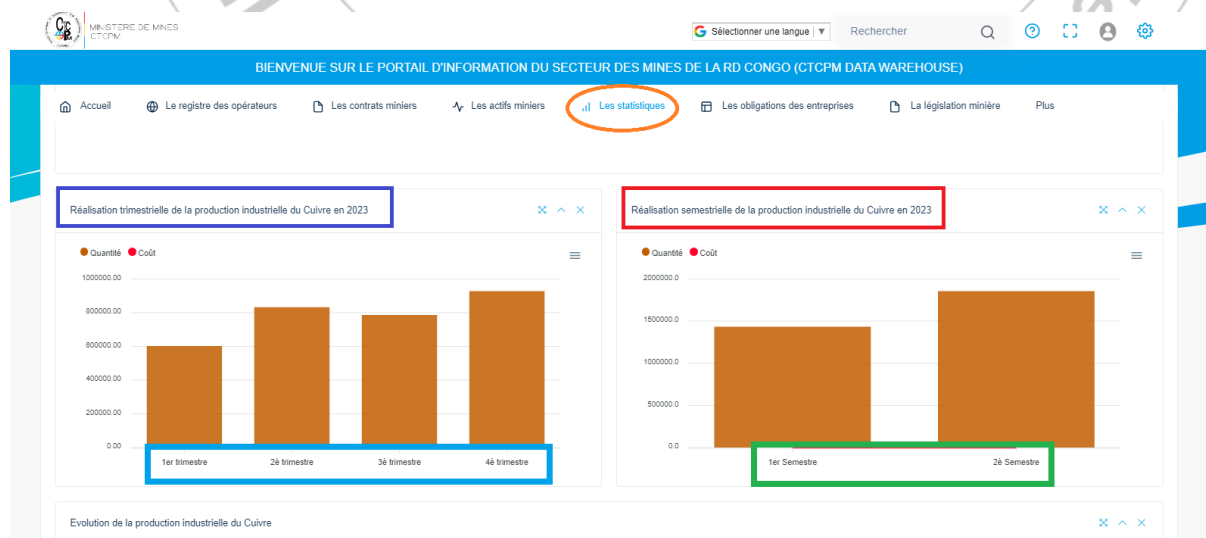 MINISTERE DE MINES
CTCPM
Sélectionner une langue ▼
Rechercher
BIENVENUE SUR LE PORTAIL D'INFORMATION DU SECTEUR DES MINES DE LA RD CONGO (CTCPM DATA WAREHOUSE)
Accueil Le registre des opérateurs Les contrats miniers Les actifs miniers Les statistiques Les obligations des entreprises La législation minière Plus
Réalisation trimestrielle de la production industrielle du Cuivre en 2023
Quantité Coût
1000000.00
800000.00
600000.00
400000.00
200000.00
0.00
1er trimestre 2è trimestre 3è trimestre 4è trimestre
Réalisation semestrielle de la production industrielle du Cuivre en 2023
Quantité Coût
2000000.0
1500000.0
1000000.0
500000.0
0.0
1er Semestre 2è Semestre
Evolution de la production industrielle du Cuivre